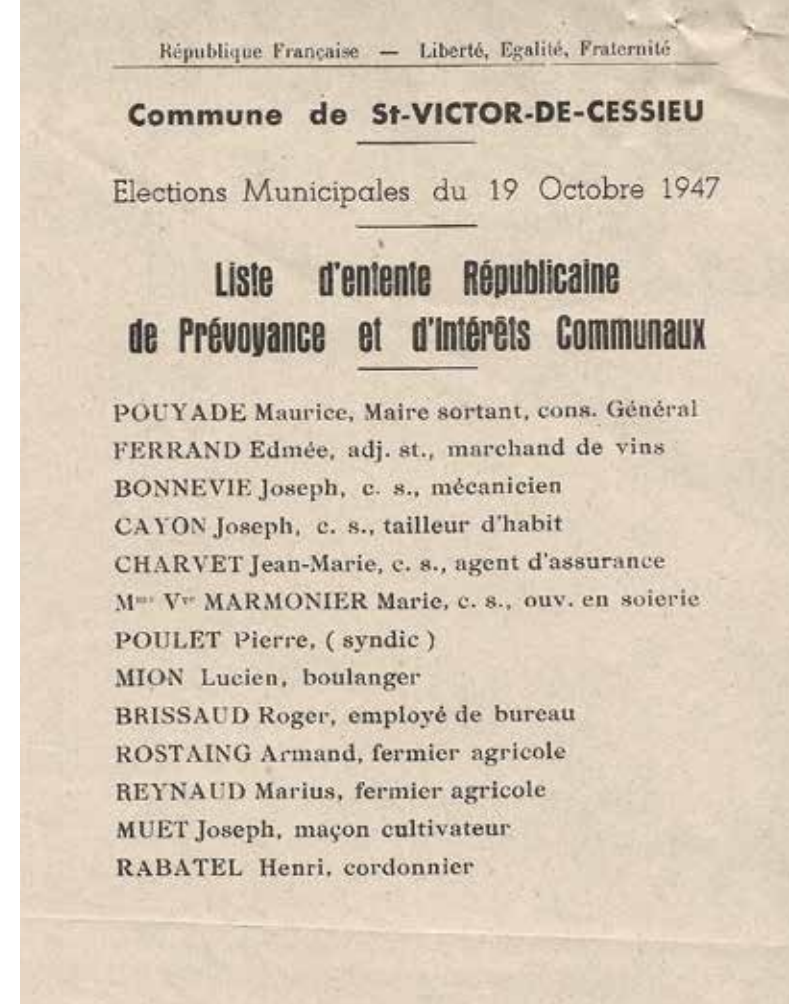 République Française — Liberté, Egalité, Fraternité
Commune de St-VICTOR-DE-CESSIEU
Elections Municipales du 19 Octobre 1947
Liste d'entente Républicaine
de Prévoyance et d'Intérêts Communaux
POUYADE Maurice, Maire sortant, cons. Général
FERRAND Edmée, adj. st., marchand de vins
BONNEVIE Joseph, c. s., mécanicien
CAYON Joseph, c. s., tailleur d'habit
CHARVET Jean-Marie, c. s., agent d'assurance
Mme Vve MARMONIER Marie, c. s., ouv. en soierie
POULET Pierre, ( syndic )
MION Lucien, boulanger
BRISSAUD Roger, employé de bureau
ROSTAING Armand, fermier agricole
REYNAUD Marius, fermier agricole
MUET Joseph, maçon cultivateur
RABATEL Henri, cordonnier